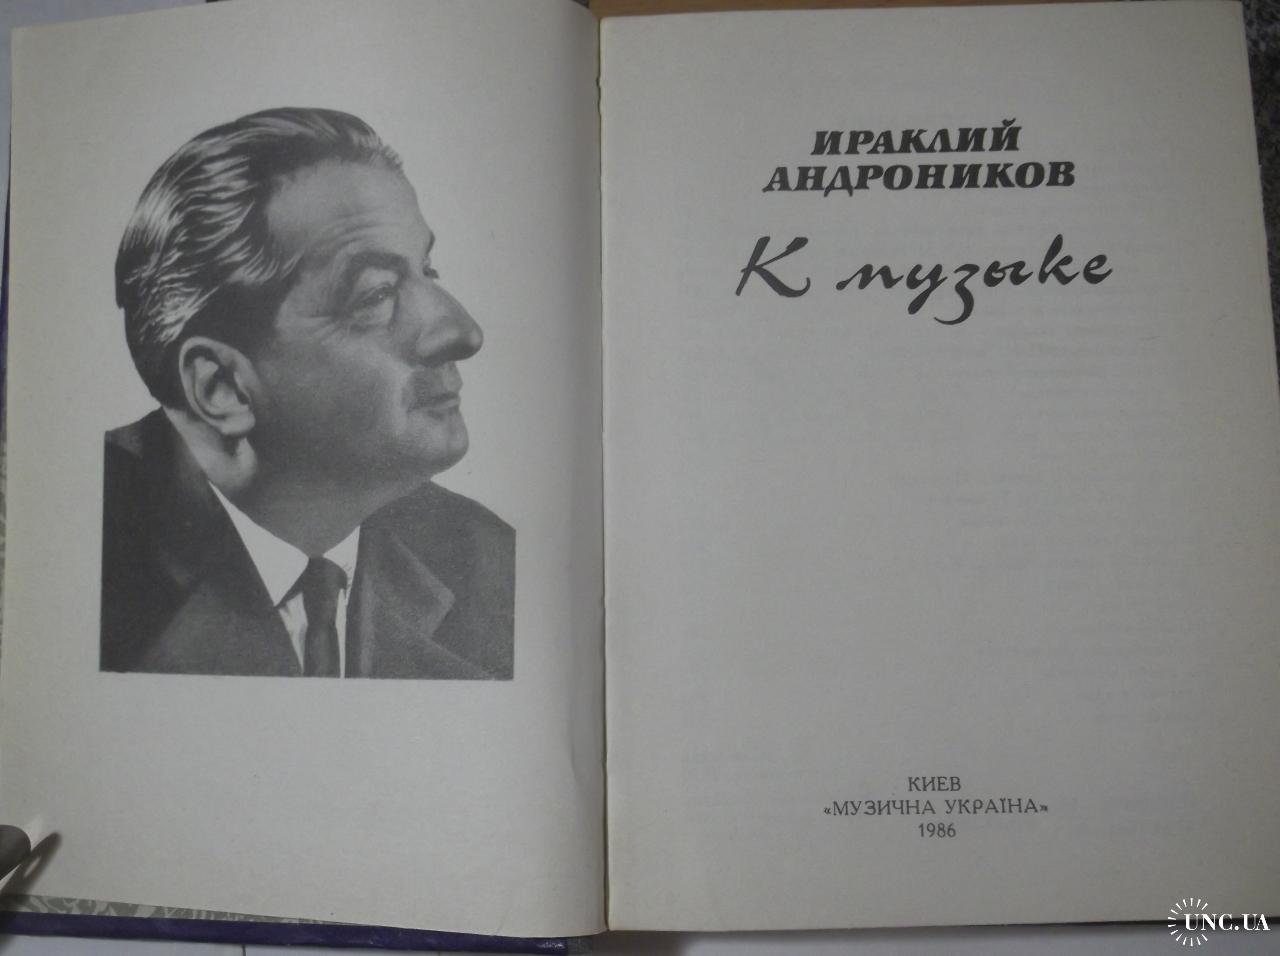 ИРАКЛИЙ
АНДРОНИКОВ
К музыке
КИЕВ
«МУЗИЧНА УКРАЇНА»
1986
UNC.UA